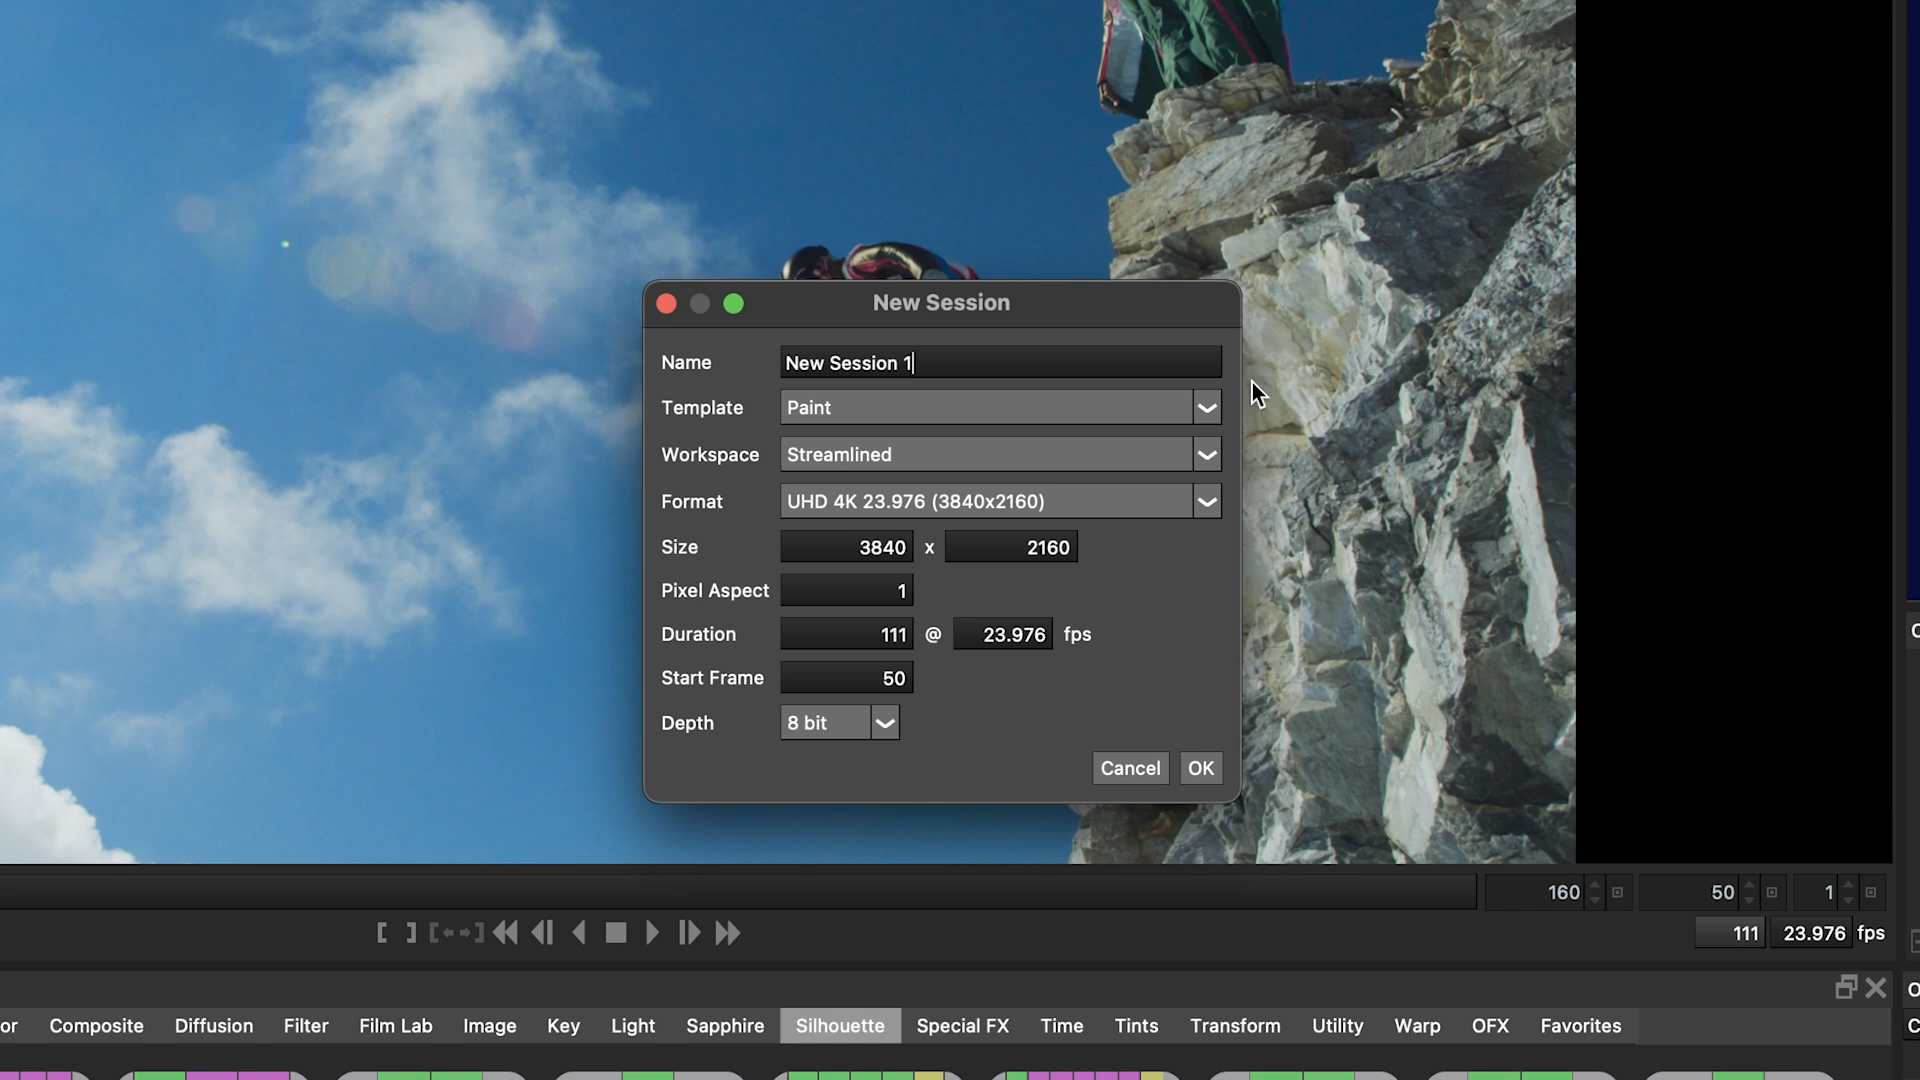 New Session
Name New Session 1
Template Paint
Workspace Streamlined
Format UHD 4K 23.976 (3840x2160)
Size 3840 x 2160
Pixel Aspect 1
Duration 111 @ 23.976 fps
Start Frame 50
Depth 8 bit
Cancel OK
160 50 1
111 23.976 fps
or Composite Diffusion Filter Film Lab Image Key Light Sapphire Silhouette Special FX Time Tints Transform Utility Warp OFX Favorites